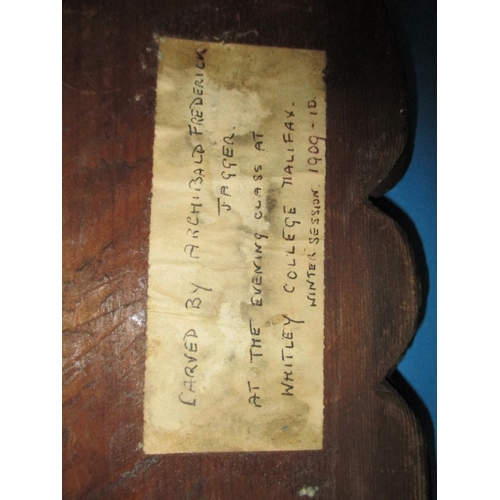 CARVED BY ARCHIBALD FREDERICK
JAGGER.
AT THE EVENING CLASS AT
WHITLEY COLLEGE HALIFAX.
WINTER SESSION. 1909-10.